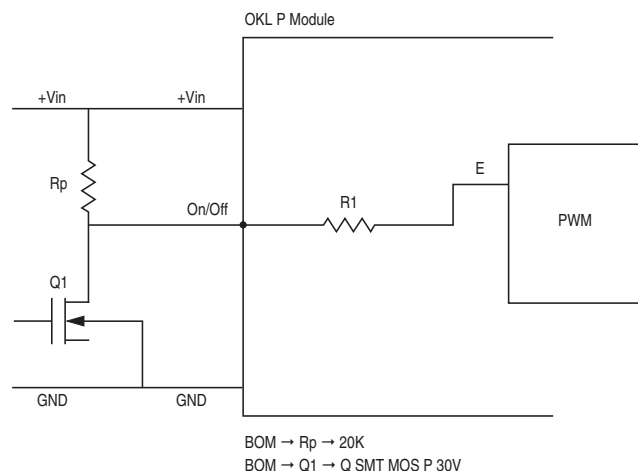 OKL P Module
+Vin
+Vin
Rp
On/Off
R1
E
PWM
Q1
GND
GND
BOM → Rp → 20K
BOM → Q1 → Q SMT MOS P 30V